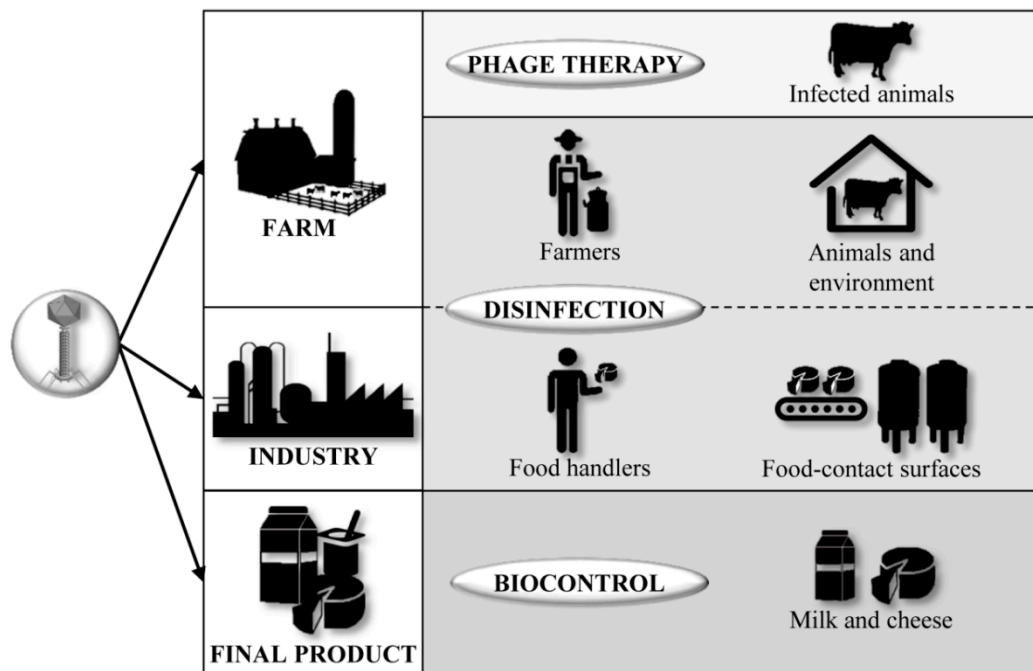 PHAGE THERAPY
Infected animals
FARM
Farmers
Animals and
environment
DISINFECTION
INDUSTRY
Food handlers
Food-contact surfaces
FINAL PRODUCT
BIOCONTROL
Milk and cheese